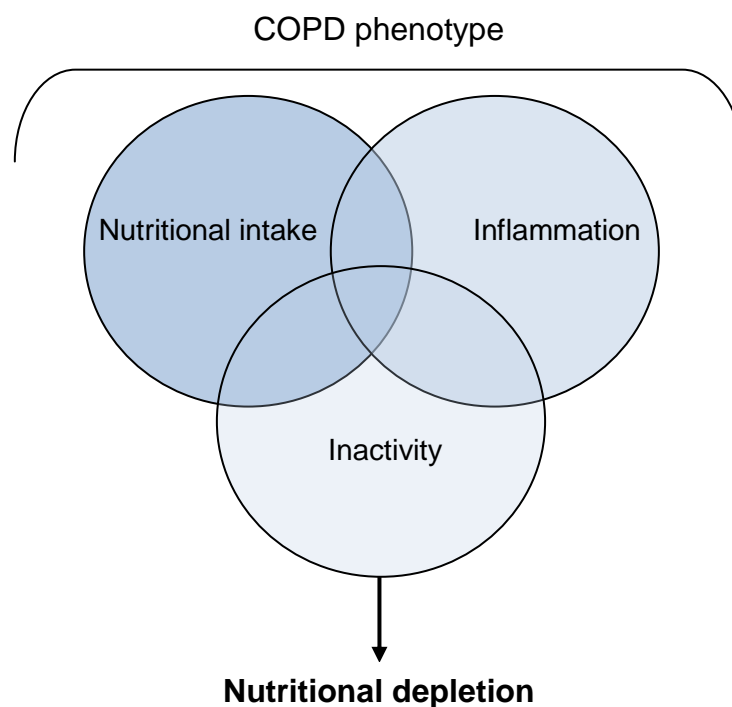 COPD phenotype
Nutritional intake
Inflammation
Inactivity
Nutritional depletion